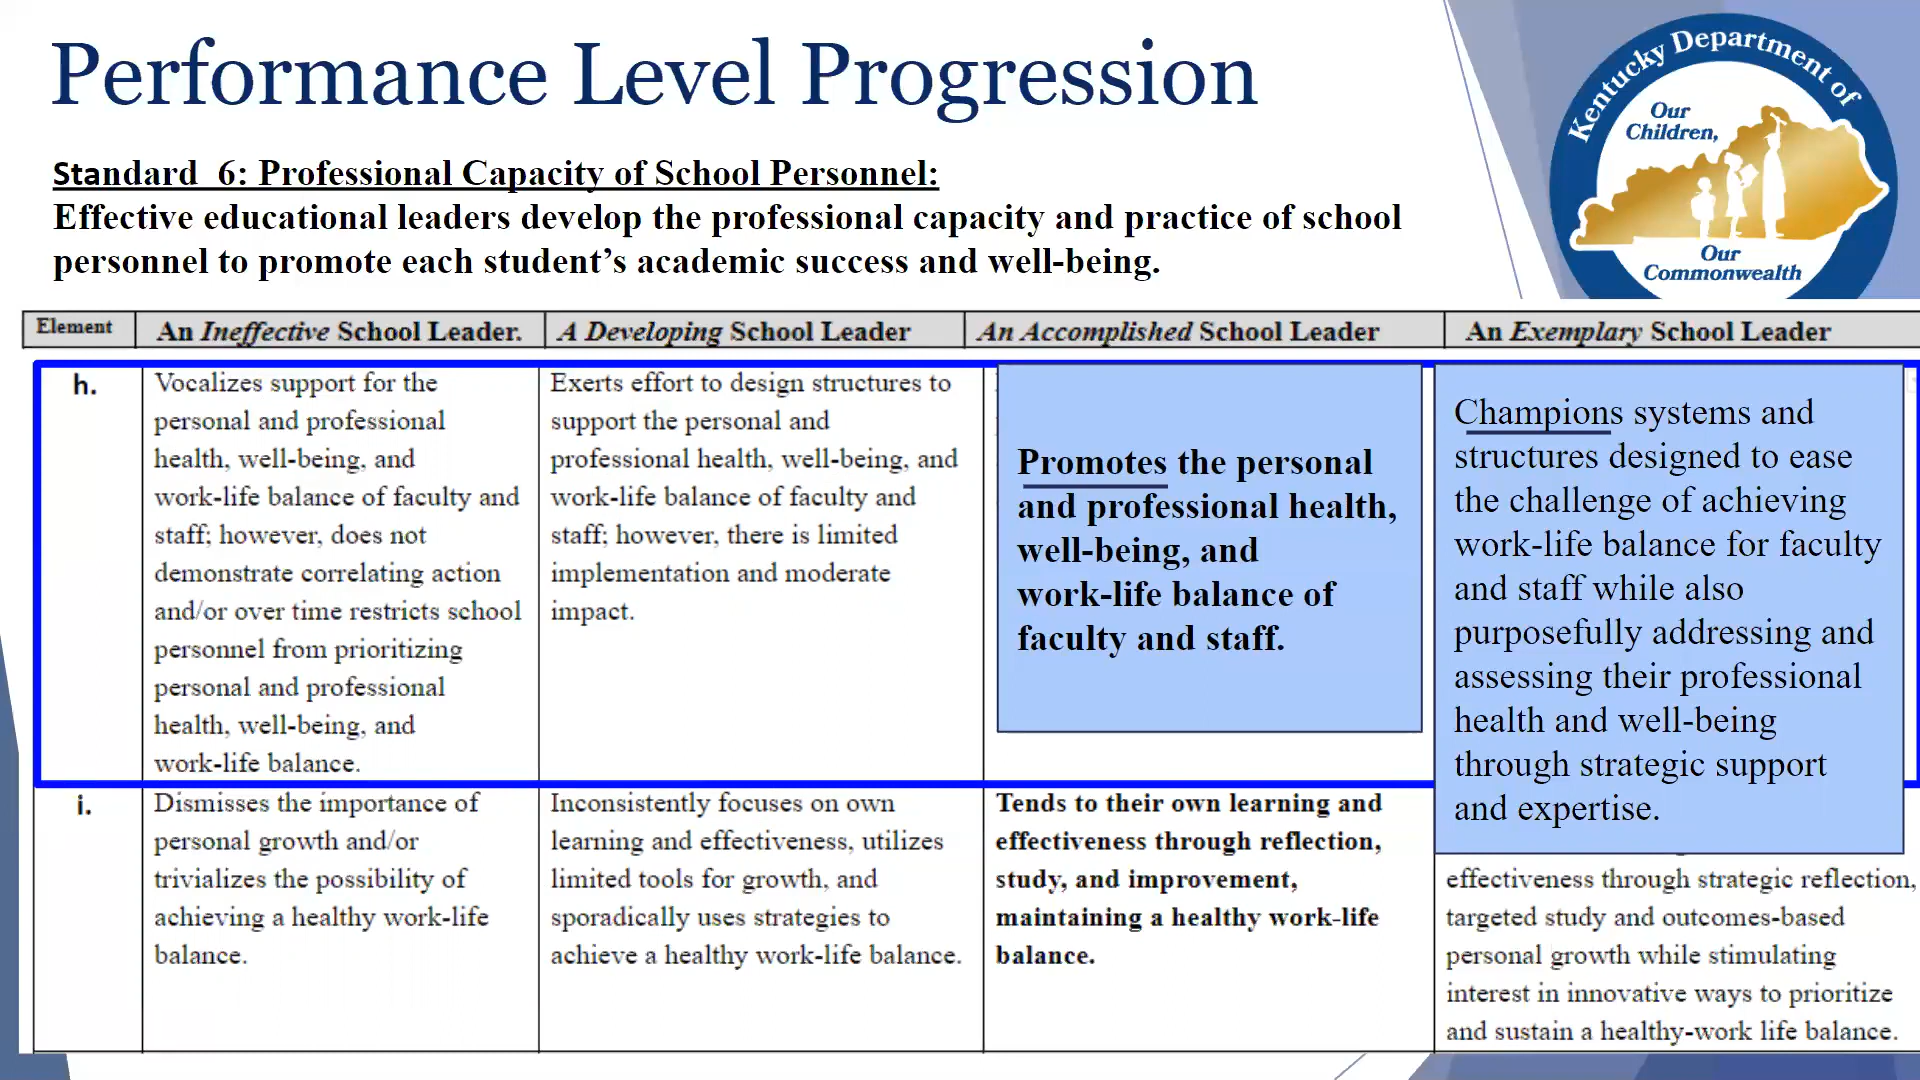 Performance Level Progression
Kentucky Department of
Our
Children,
Our
Commonwealth
Standard 6: Professional Capacity of School Personnel:
Effective educational leaders develop the professional capacity and practice of school
personnel to promote each student’s academic success and well-being.
Element
An Ineffective School Leader.
A Developing School Leader
An Accomplished School Leader
An Exemplary School Leader
h.
Vocalizes support for the
personal and professional
health, well-being, and
work-life balance of faculty and
staff; however, does not
demonstrate correlating action
and/or over time restricts school
personnel from prioritizing
personal and professional
health, well-being, and
work-life balance.
Exerts effort to design structures to
support the personal and
professional health, well-being, and
work-life balance of faculty and
staff; however, there is limited
implementation and moderate
impact.
Promotes the personal
and professional health,
well-being, and
work-life balance of
faculty and staff.
Champions systems and
structures designed to ease
the challenge of achieving
work-life balance for faculty
and staff while also
purposefully addressing and
assessing their professional
health and well-being
through strategic support
and expertise.
i.
Dismisses the importance of
personal growth and/or
trivializes the possibility of
achieving a healthy work-life
balance.
Inconsistently focuses on own
learning and effectiveness, utilizes
limited tools for growth, and
sporadically uses strategies to
achieve a healthy work-life balance.
Tends to their own learning and
effectiveness through reflection,
study, and improvement,
maintaining a healthy work-life
balance.
effectiveness through strategic reflection,
targeted study and outcomes-based
personal growth while stimulating
interest in innovative ways to prioritize
and sustain a healthy-work life balance.